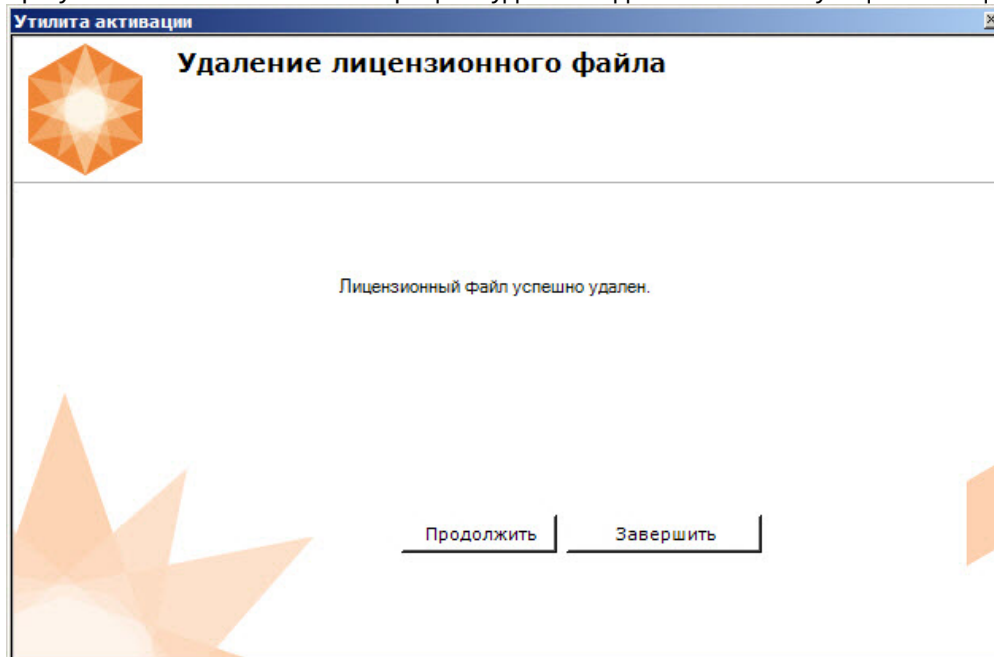 Утилита активации
Удаление лицензионного файла
Лицензионный файл успешно удален.
Продолжить Завершить